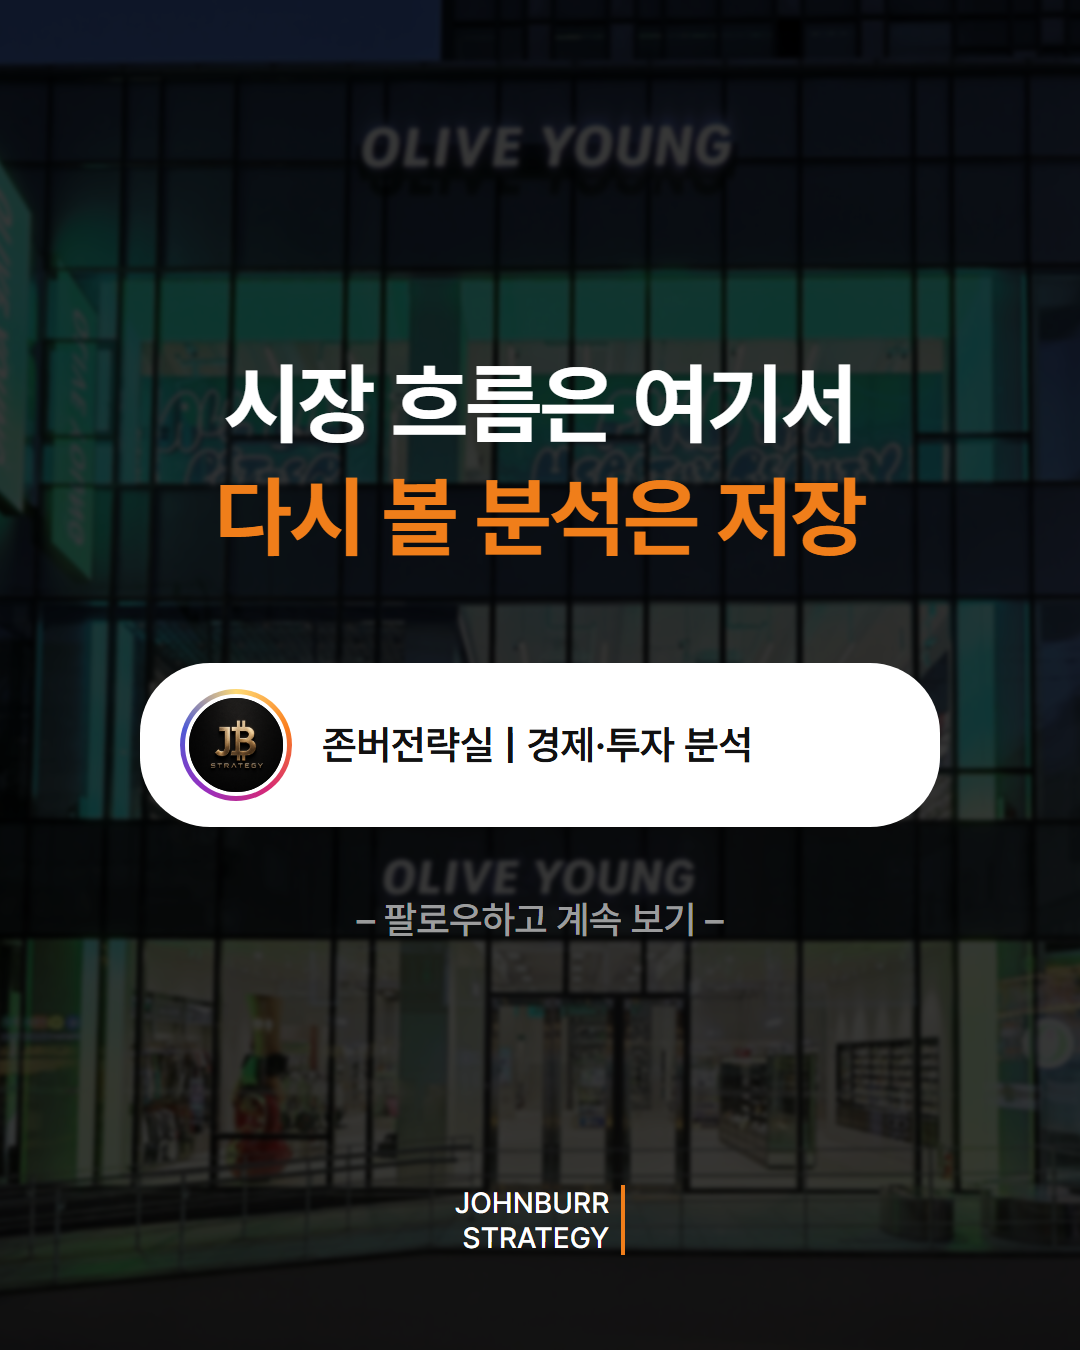 OLIVE YOUNG
시장 흐름은 여기서
다시 볼 분석은 저장
JB
STRATEGY
존버전략실 | 경제·투자 분석
OLIVE YOUNG
– 팔로우하고 계속 보기 –
JOHNBURR
STRATEGY